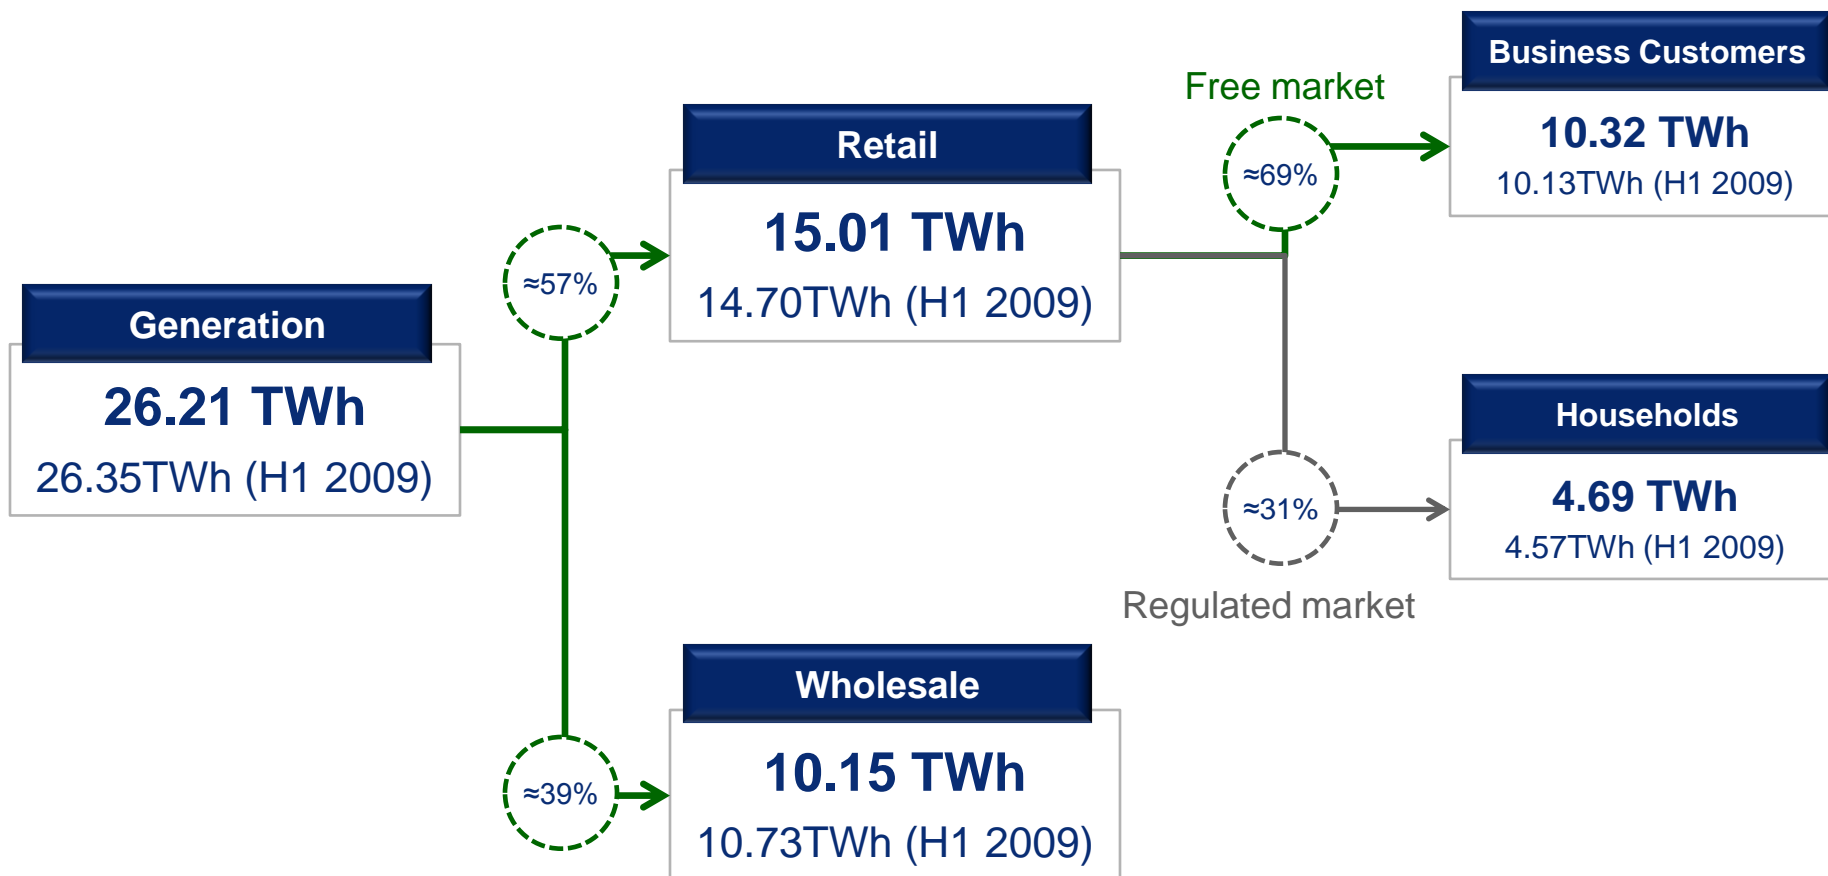 Generation
26.21 TWh
26.35TWh (H1 2009)
≈57%
Retail
15.01 TWh
14.70TWh (H1 2009)
≈39%
Wholesale
10.15 TWh
10.73TWh (H1 2009)
Free market
≈69%
Business Customers
10.32 TWh
10.13TWh (H1 2009)
≈31%
Regulated market
Households
4.69 TWh
4.57TWh (H1 2009)